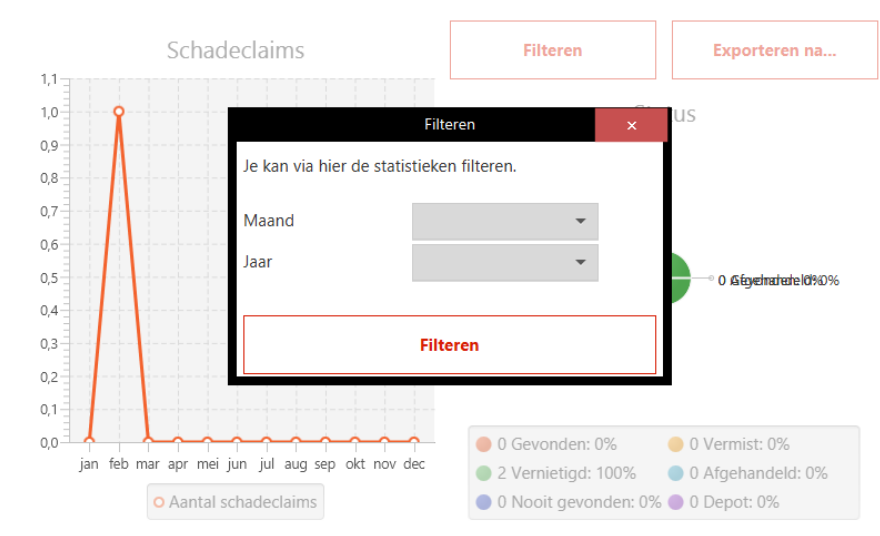 Schadeclaims
Filteren
Exporteren na...
1,1
1,0
0,9
0,8
0,7
0,6
0,5
0,4
0,3
0,2
0,1
0,0
jan feb mar apr mei jun jul aug sep okt nov dec
Aantal schadeclaims
Filteren
×
Je kan via hier de statistieken filteren.
Maand
Jaar
Filteren
0 Gevonden: 0%
0 Vermist: 0%
2 Vernietigd: 100%
0 Afgehandeld: 0%
0 Nooit gevonden: 0%
0 Depot: 0%